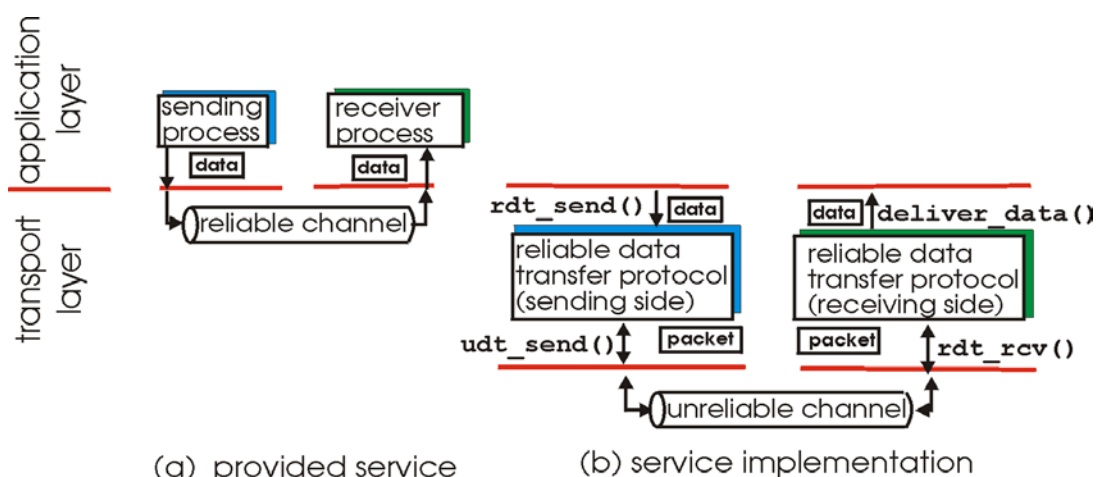 application
layer
transport
layer
sending
process
receiver
process
data
data
reliable channel
(a) provided service
rdt_send()
data
data
deliver_data()
reliable data
transfer protocol
(sending side)
reliable data
transfer protocol
(receiving side)
udt_send()
packet
packet
rdt_rcv()
unreliable channel
(b) service implementation